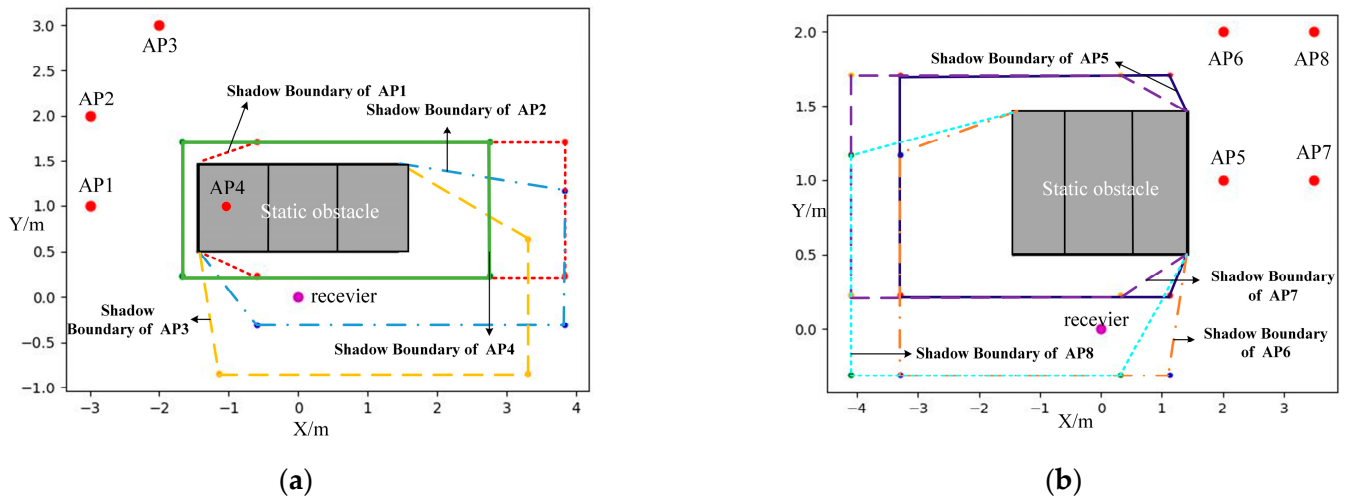 3.0
AP3
2.5
AP2
2.0
Shadow Boundary of AP1
Shadow Boundary of AP2
1.5
AP1
1.0
AP4
Static obstacle
Y/m
0.5
0.0
recevier
Shadow
Boundary of AP3
−0.5
Shadow Boundary of AP4
−1.0
−3
−2
−1
0
1
2
3
4
X/m
(a)
2.0
Shadow Boundary of AP5
AP6
AP8
1.5
1.0
AP5
AP7
Static obstacle
Y/m
0.5
Shadow Boundary
of AP7
0.0
recevier
Shadow Boundary of AP8
Shadow Boundary
of AP6
−4
−3
−2
−1
0
1
2
3
X/m
(b)